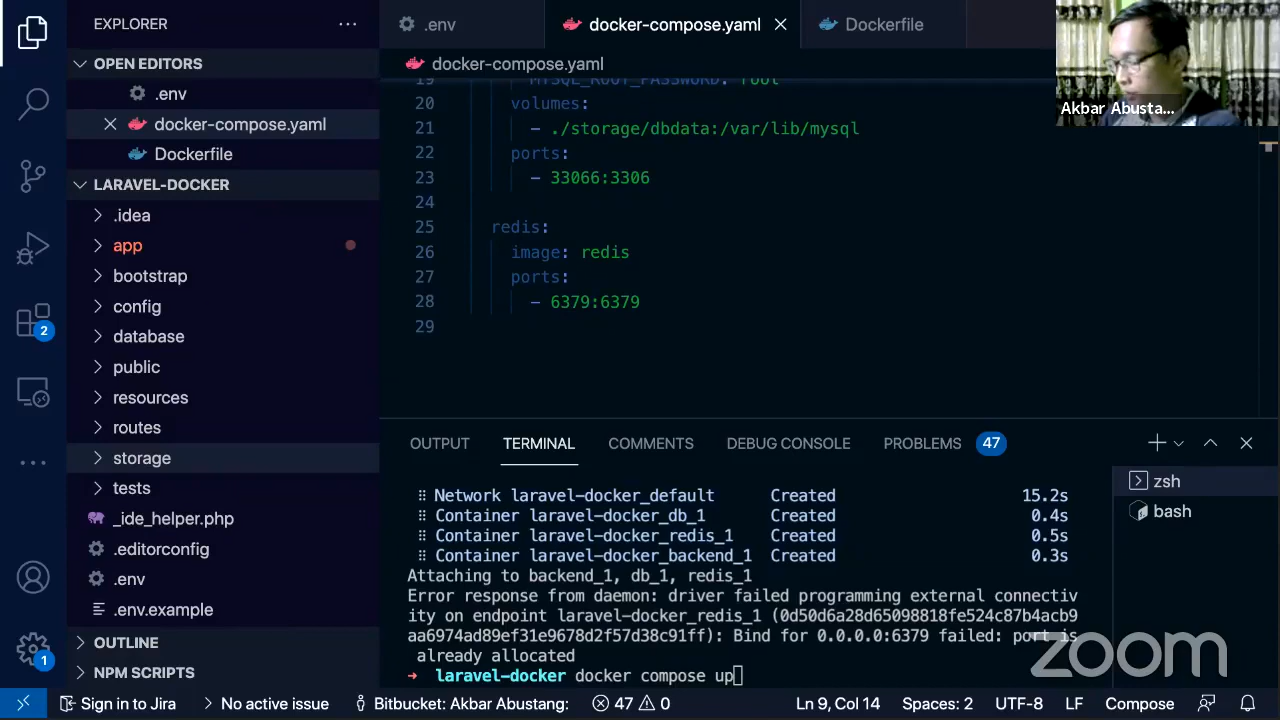 EXPLORER
.env
docker-compose.yaml
Dockerfile
OPEN EDITORS
.env
docker-compose.yaml
Dockerfile
LARAVEL-DOCKER
.idea
app
bootstrap
config
database
public
resources
routes
storage
tests
_ide_helper.php
.editorconfig
.env
.env.example
OUTLINE
NPM SCRIPTS
2
1
docker-compose.yaml
19 MYSQL_ROOT_PASSWORD: root
20 volumes:
21 - ./storage/dbdata:/var/lib/mysql
22 ports:
23 - 33066:3306
24
25 redis:
26 image: redis
27 ports:
28 - 6379:6379
29
Akbar Abusta...
OUTPUT TERMINAL COMMENTS DEBUG CONSOLE PROBLEMS 47
⠿ Network laravel-docker_default Created 15.2s
⠿ Container laravel-docker_db_1 Created 0.4s
⠿ Container laravel-docker_redis_1 Created 0.5s
⠿ Container laravel-docker_backend_1 Created 0.3s
Attaching to backend_1, db_1, redis_1
Error response from daemon: driver failed programming external connectiv
ity on endpoint laravel-docker_redis_1 (0d50d6a28d65098818fe524c87b4acb9
aa6974ad89ef31e9678d2f57d38c91ff): Bind for 0.0.0.0:6379 failed: port is
already allocated
→ laravel-docker docker compose up
zsh
bash
zoom
Sign in to Jira No active issue Bitbucket: Akbar Abustang: 47 0 Ln 9, Col 14 Spaces: 2 UTF-8 LF Compose